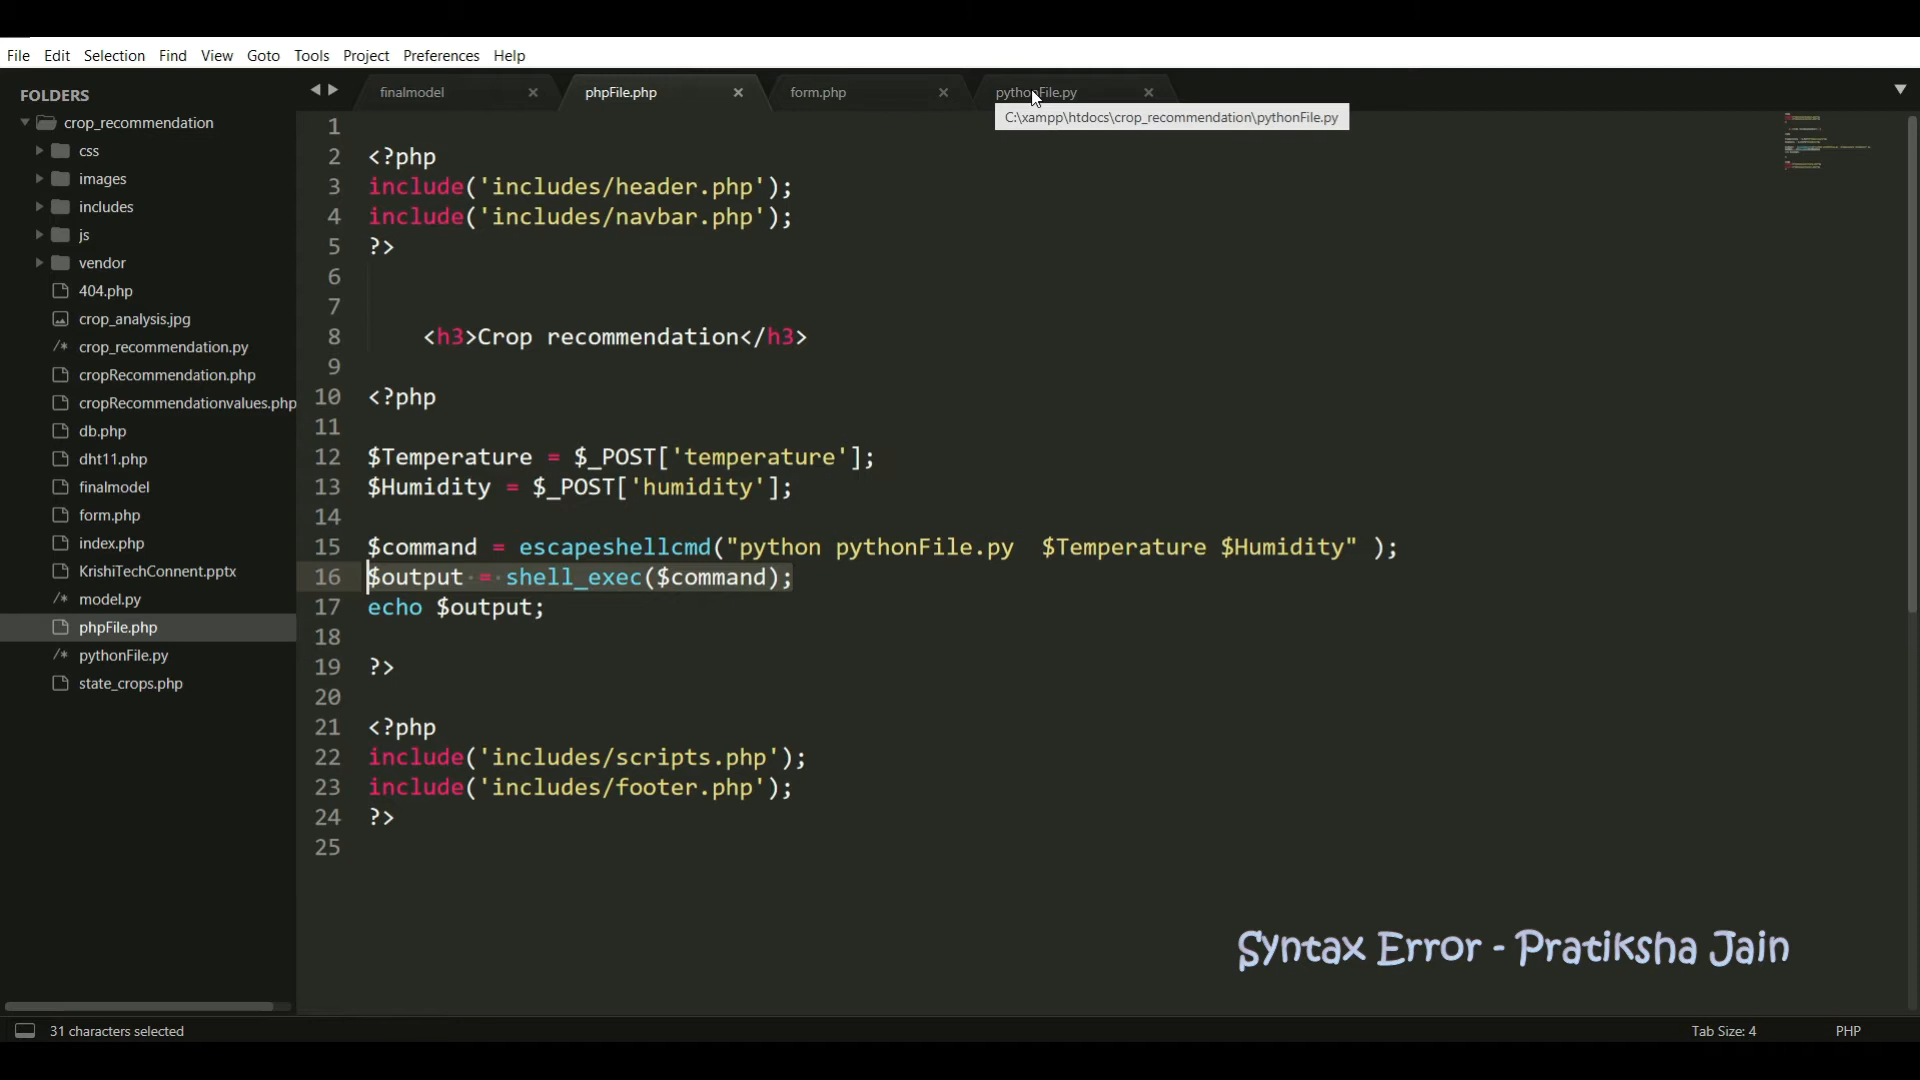 File Edit Selection Find View Goto Tools Project Preferences Help
FOLDERS
crop_recommendation
css
images
includes
js
vendor
404.php
crop_analysis.jpg
crop_recommendation.py
cropRecommendation.php
cropRecommendationvalues.php
db.php
dht11.php
finalmodel
form.php
index.php
KrishiTechConnent.pptx
model.py
phpFile.php
pythonFile.py
state_crops.php
finalmodel phpFile.php form.php pythonFile.py
C:\xampp\htdocs\crop_recommendation\pythonFile.py
1
2 <?php
3 include('includes/header.php');
4 include('includes/navbar.php');
5 ?>
6
7
8 <h3>Crop recommendation</h3>
9
10 <?php
11
12 $Temperature = $_POST['temperature'];
13 $Humidity = $_POST['humidity'];
14
15 $command = escapeshellcmd("python pythonFile.py  $Temperature $Humidity" );
16 $output = shell_exec($command);
17 echo $output;
18
19 ?>
20
21 <?php
22 include('includes/scripts.php');
23 include('includes/footer.php');
24 ?>
25
Syntax Error - Pratiksha Jain
31 characters selected Tab Size: 4 PHP